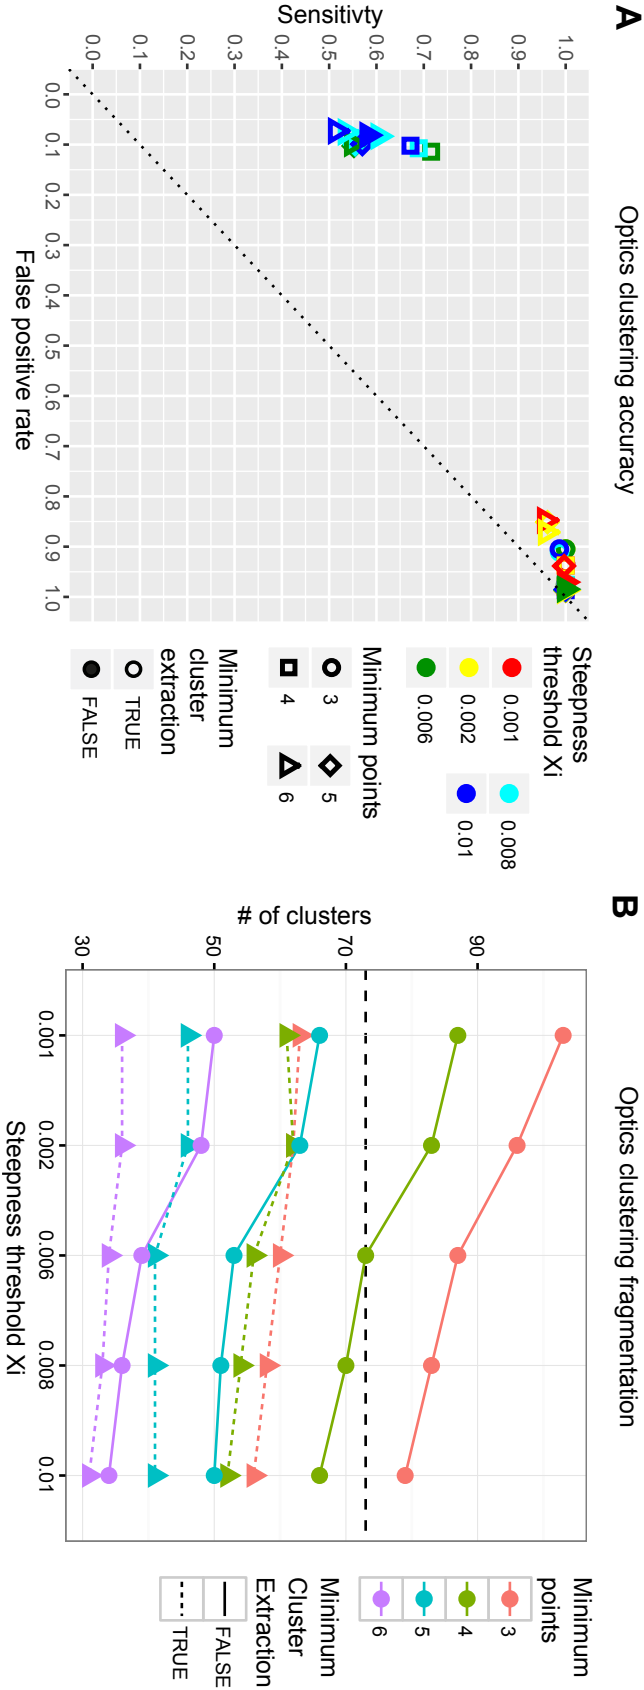 A
Optics clustering accuracy
Sensitivty
1.0
0.9
0.8
0.7
0.6
0.5
0.4
0.3
0.2
0.1
0.0
0.0 0.1 0.2 0.3 0.4 0.5 0.6 0.7 0.8 0.9 1.0
False positive rate
Steepness
threshold Xi
0.001
0.002
0.006
0.008
0.01
Minimum points
3
4
5
6
Minimum
cluster
extraction
TRUE
FALSE
B
Optics clustering fragmentation
# of clusters
90
70
50
30
0.001 0.002 0.006 0.008 0.01
Steepness threshold Xi
Minimum
points
3
4
5
6
Minimum
Cluster
Extraction
FALSE
TRUE